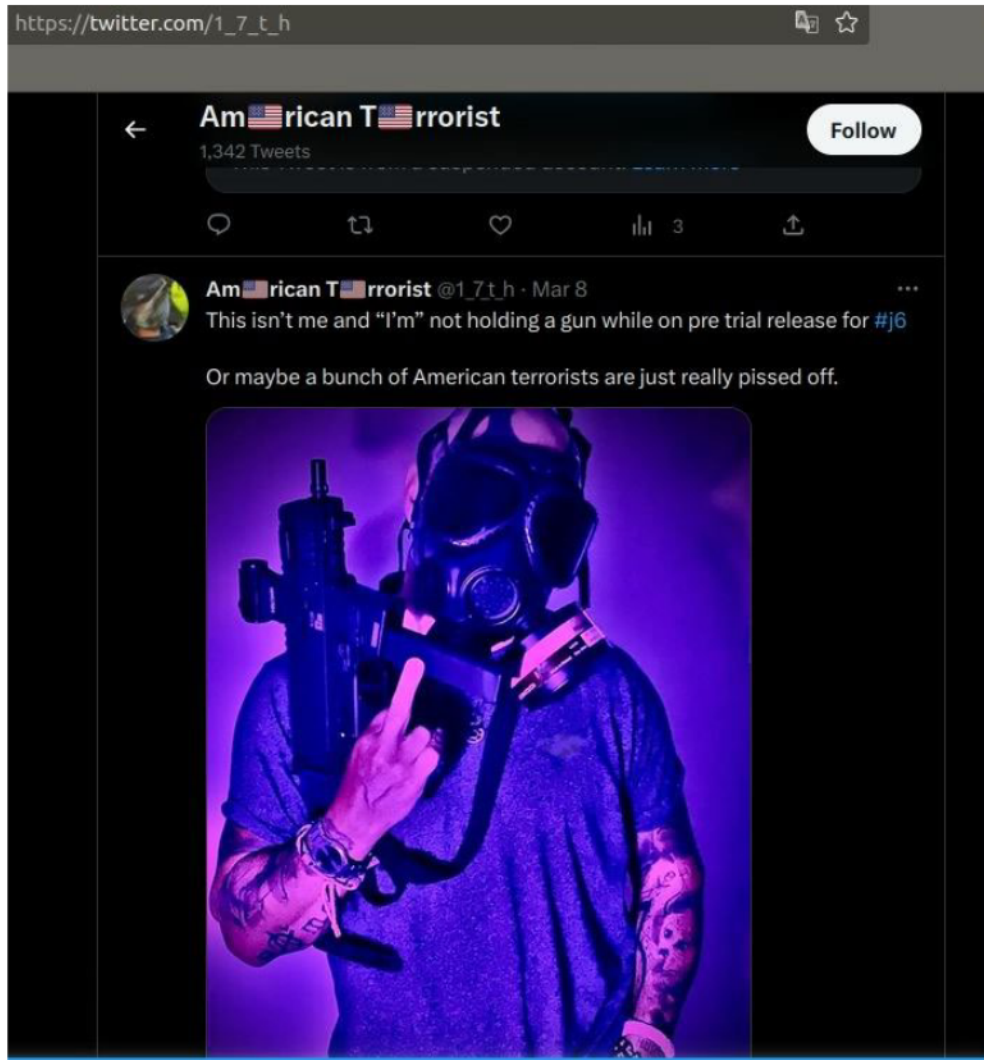 https://twitter.com/1_7_t_h
Am🇺🇸rican T🇺🇸rrorist
Follow
1,342 Tweets
3
Am🇺🇸rican T🇺🇸rrorist @1_7_t_h · Mar 8
This isn’t me and “I’m” not holding a gun while on pre trial release for #j6
Or maybe a bunch of American terrorists are just really pissed off.